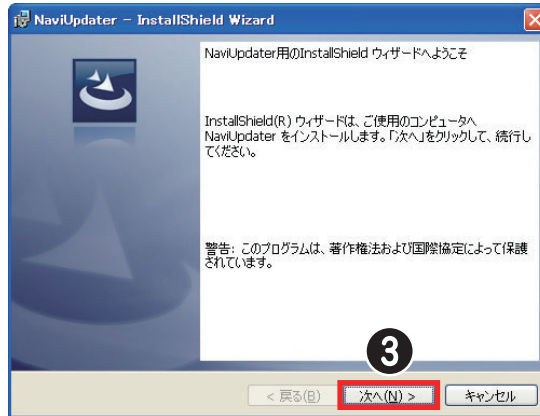 NaviUpdater - InstallShield Wizard
NaviUpdater用のInstallShield ウィザードへようこそ
InstallShield(R) ウィザードは、ご使用のコンピュータへ
NaviUpdater をインストールします。「次へ」をクリックして、続行し
てください。
警告: このプログラムは、著作権法および国際協定によって保護
されています。
3
< 戻る(B)
次へ(N) >
キャンセル